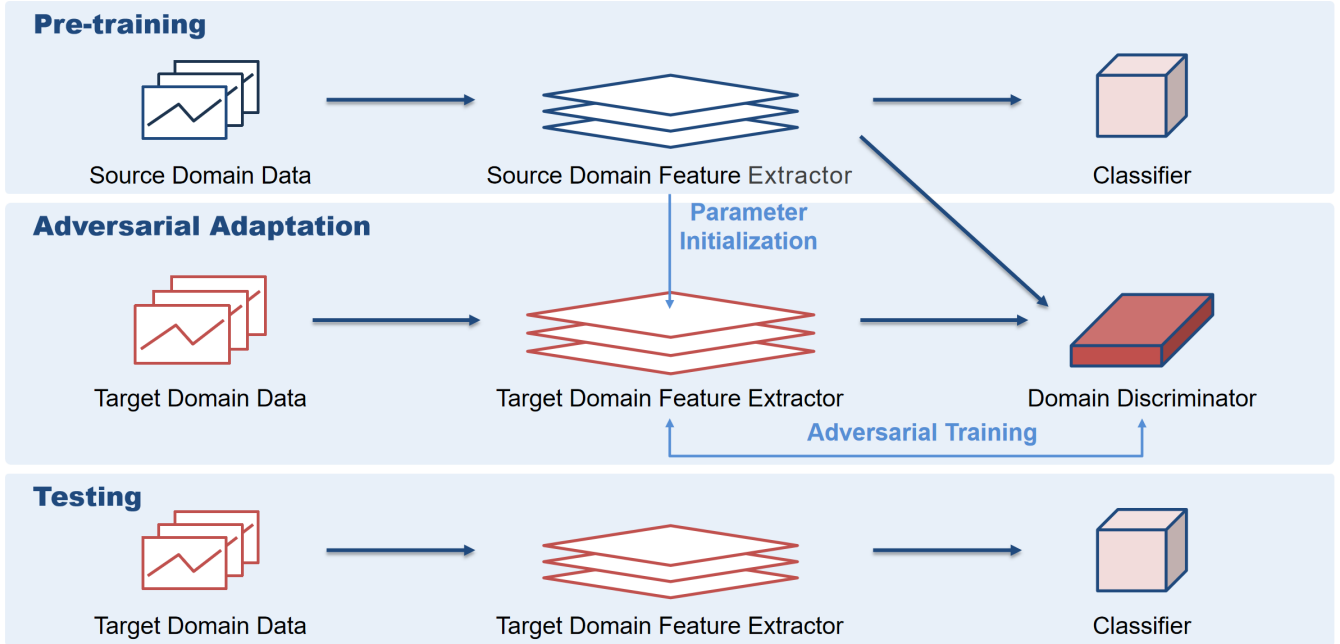 Pre-training
Source Domain Data
Source Domain Feature Extractor
Classifier
Adversarial Adaptation
Parameter
Initialization
Target Domain Data
Target Domain Feature Extractor
Domain Discriminator
Adversarial Training
Testing
Target Domain Data
Target Domain Feature Extractor
Classifier